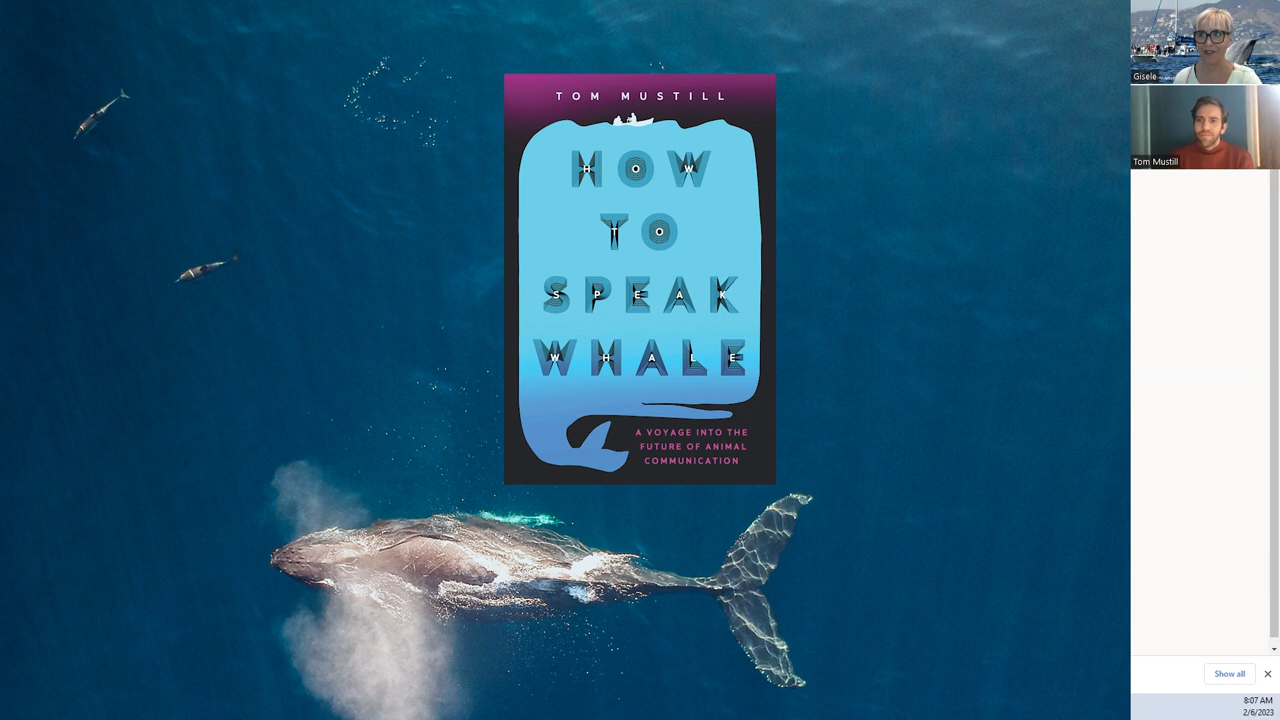 TOM MUSTILL
HOW
TO
SPEAK
WHALE
A VOYAGE INTO THE
FUTURE OF ANIMAL
COMMUNICATION
Gisele
Tom Mustill
Show all
8:07 AM
2/6/2023